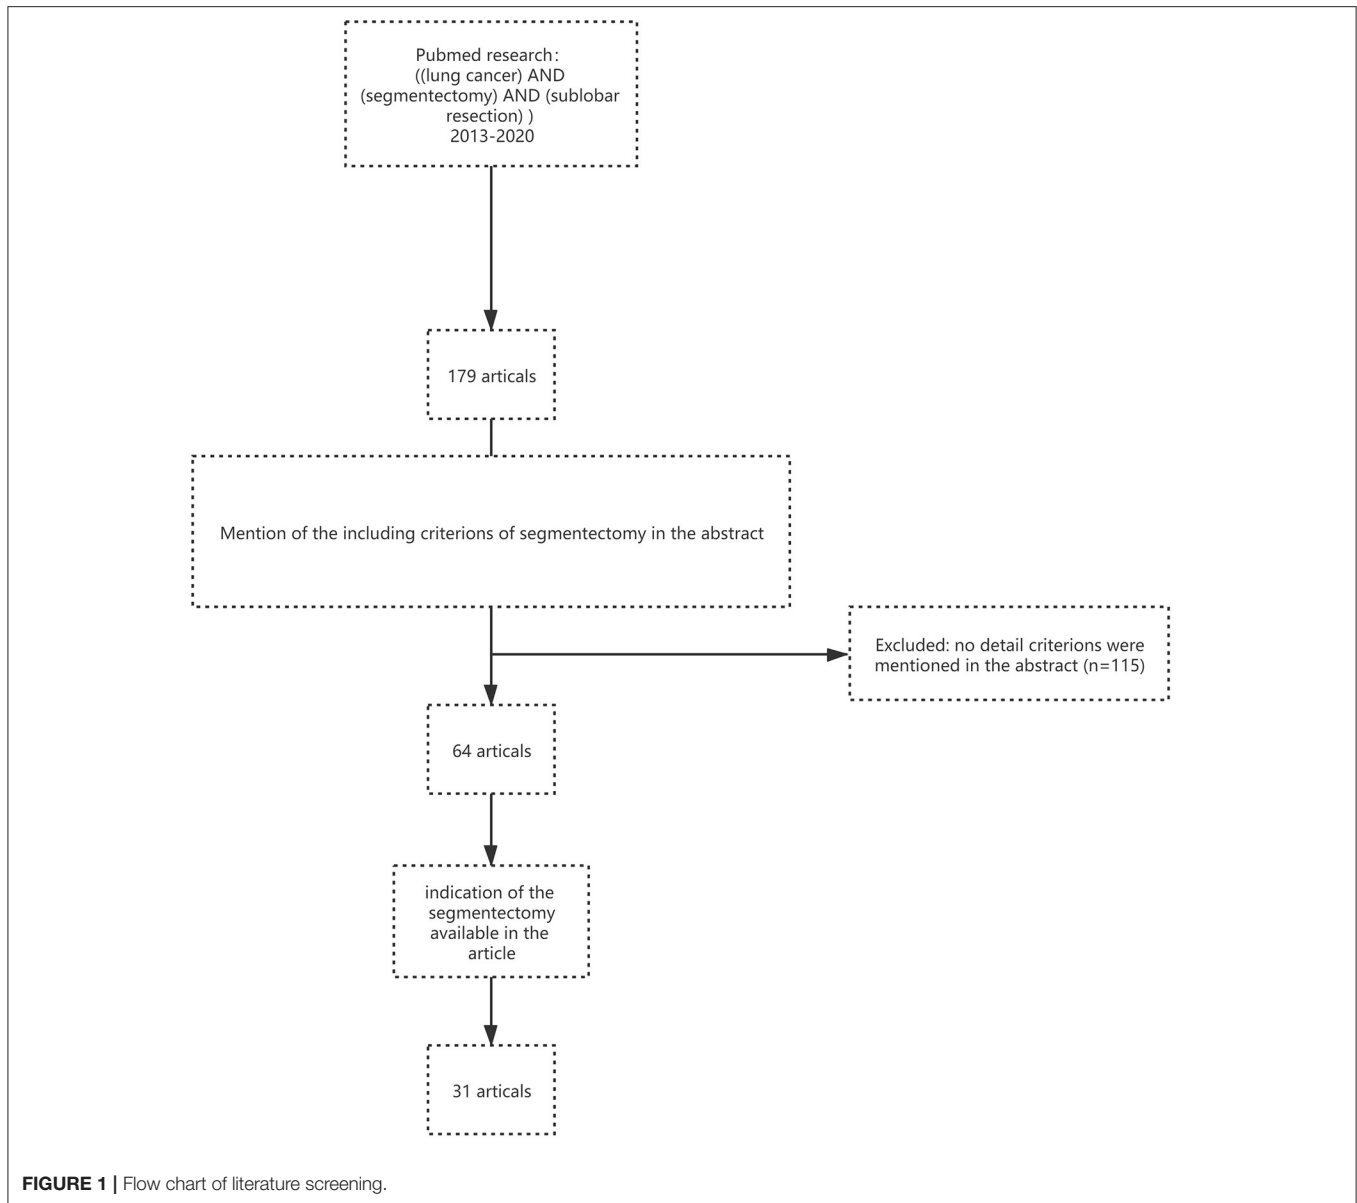 Pubmed research:
((lung cancer) AND
(segmentectomy) AND (sublobar
resection) )
2013-2020
179 articals
Mention of the including criterions of segmentectomy in the abstract
Excluded: no detail criterions were
mentioned in the abstract (n=115)
64 articals
indication of the
segmentectomy
available in the
article
31 articals
FIGURE 1 | Flow chart of literature screening.